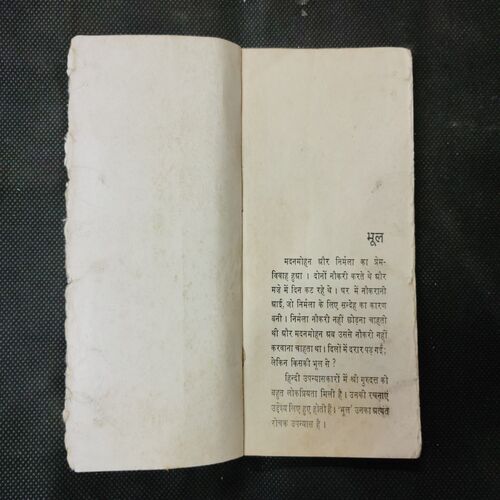 भूल
मदनमोहन और निर्मला का प्रेम-
विवाह हुआ । दोनों नौकरी करते थे और
मज़े में दिन कट रहे थे । घर में नौकरानी
आई, जो निर्मला के लिए सन्देह का कारण
बनी । निर्मला नौकरी नहीं छोड़ना चाहती
थी और मदनमोहन अब उससे नौकरी नहीं
करवाना चाहता था । दिलों में दरार पड़ गई;
लेकिन किसकी भूल से ?
हिन्दी उपन्यासकारों में श्री गुरुदत्त को
बहुत लोकप्रियता मिली है । उनकी रचनाएं
उद्देश्य लिए हुए होती हैं । 'भूल' उनका अत्यंत
रोचक उपन्यास है ।